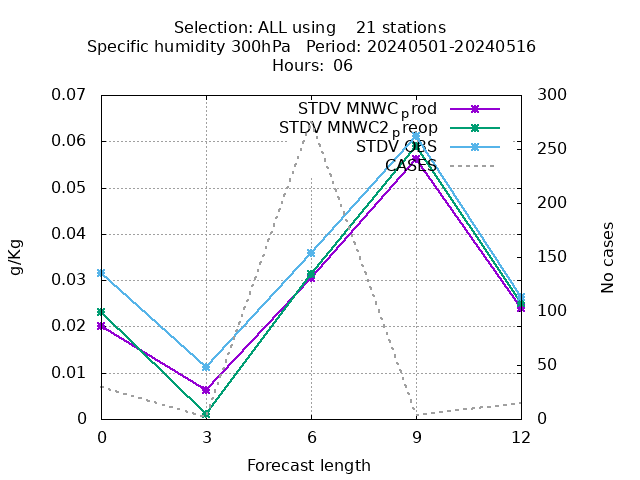 Selection: ALL using    21 stations
Specific humidity 300hPa   Period: 20240501-20240516
Hours:  06
0.07
0.06
0.05
0.04
0.03
0.02
0.01
0
300
250
200
150
100
50
0
STDV MNWC_prod
STDV MNWC2_preop
STDV OBS
CASES
g/Kg
No cases
0 3 6 9 12
Forecast length